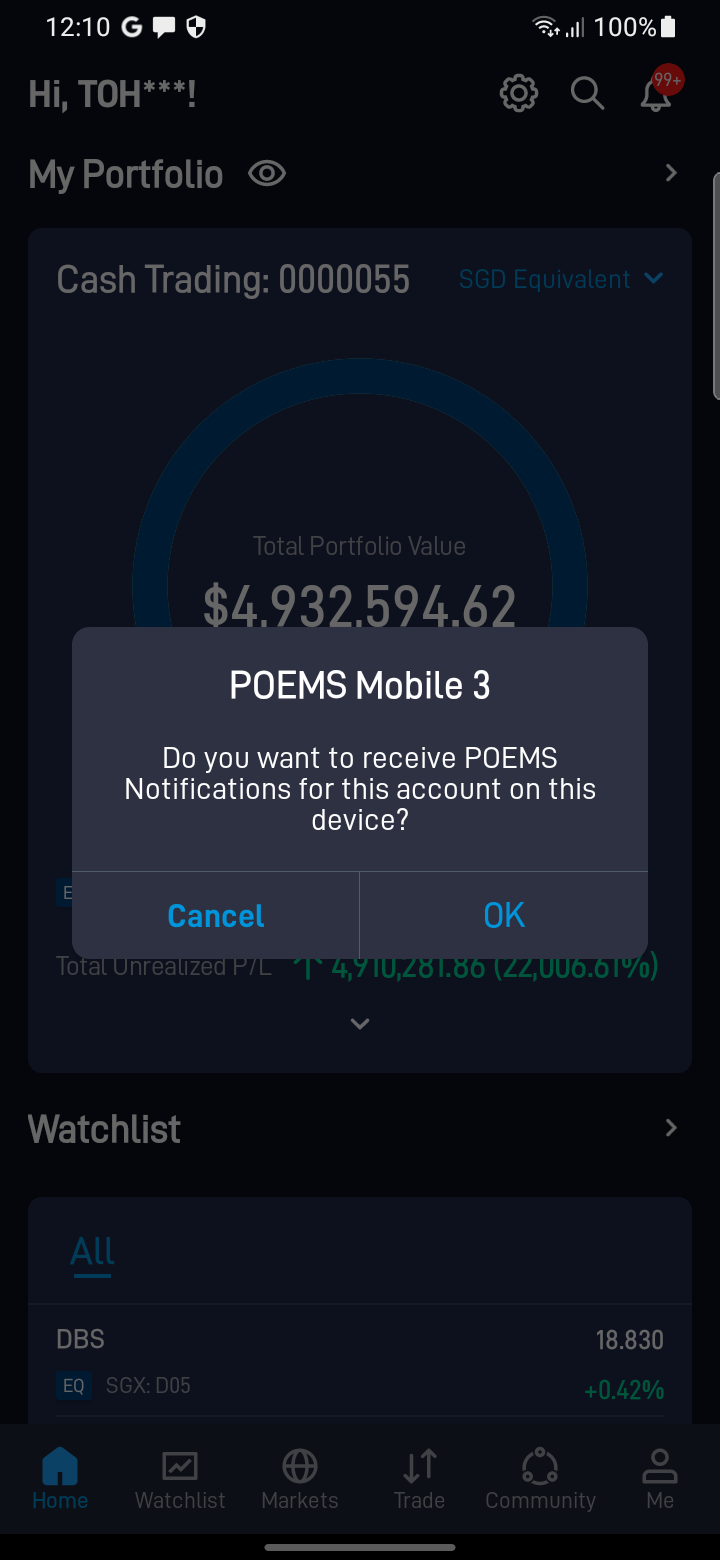 12:10
100%
Hi, TOH***!
99+
My Portfolio
Cash Trading: 0000055
SGD Equivalent
Total Portfolio Value
$4,932,594.62
POEMS Mobile 3
Do you want to receive POEMS
Notifications for this account on this
device?
Cancel
OK
Total Unrealized P/L
4,910,281.86 (22,006.61%)
Watchlist
All
DBS
18.830
EQ
SGX: D05
+0.42%
Home
Watchlist
Markets
Trade
Community
Me